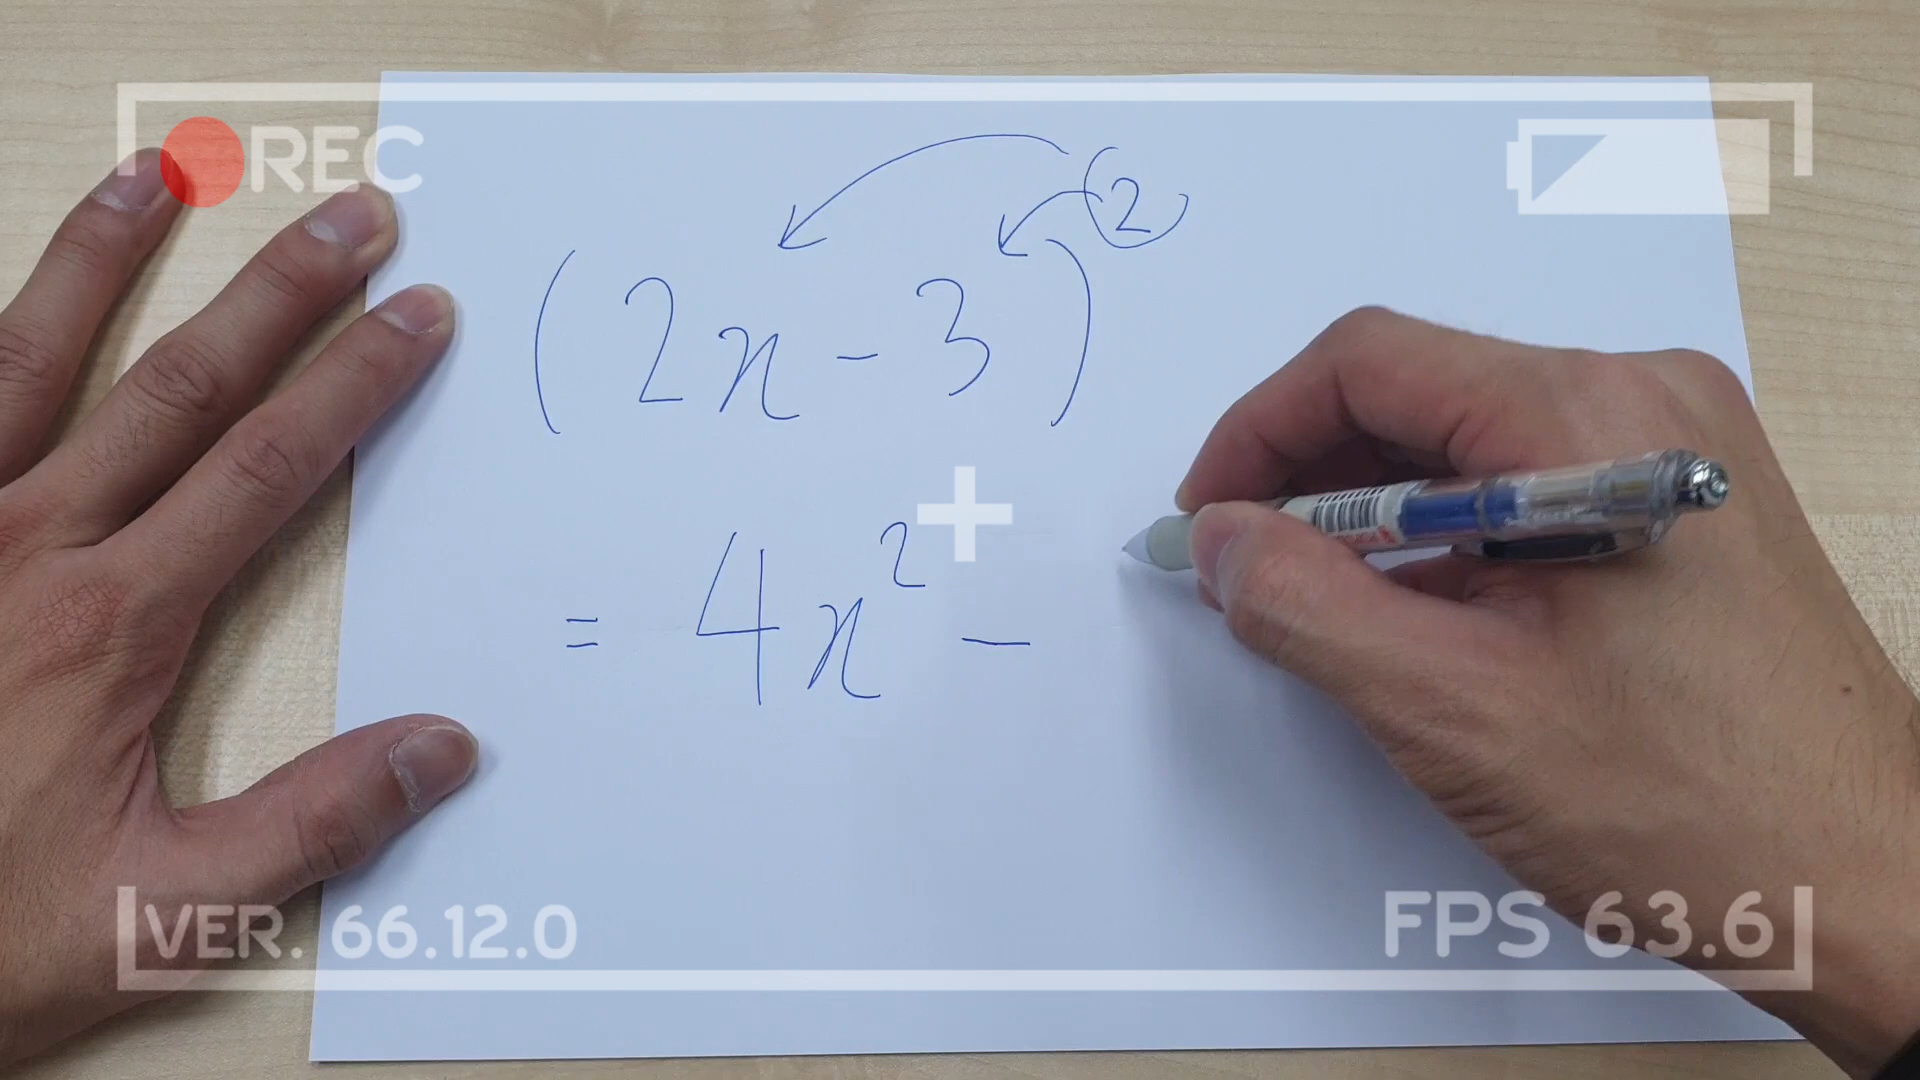 REC
(2x-3)²
= 4x² -
VER. 66.12.0
FPS 63.6